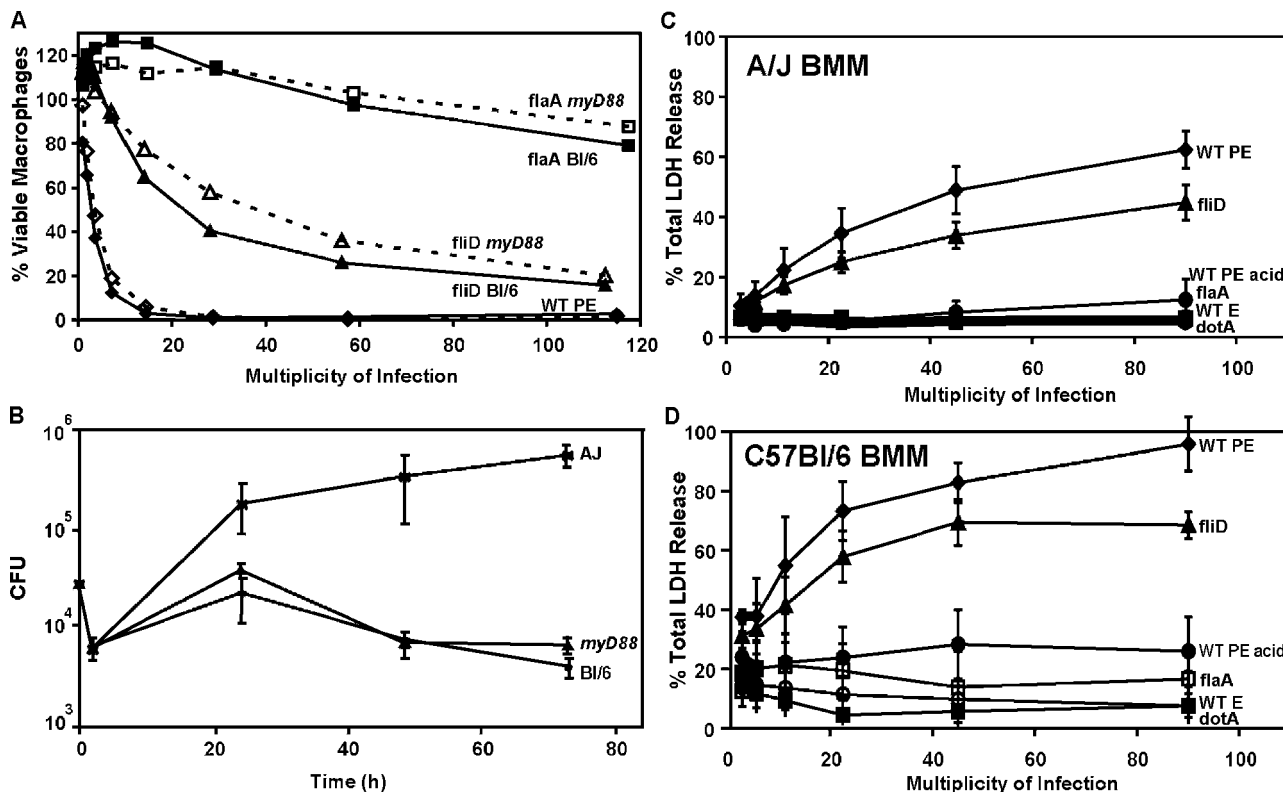 A
% Viable Macrophages
120
100
80
60
40
20
0
flaA myD88
flaA Bl/6
fliD myD88
fliD Bl/6
WT PE
0 20 40 60 80 100 120
Multiplicity of Infection
B
CFU
10^6
10^5
10^4
10^3
AJ
myD88
Bl/6
0 20 40 60 80
Time (h)
C
A/J BMM
% Total LDH Release
100
80
60
40
20
0
WT PE
fliD
WT PE acid
flaA
WT E
dotA
0 20 40 60 80 100
Multiplicity of Infection
D
C57Bl/6 BMM
% Total LDH Release
100
80
60
40
20
0
WT PE
fliD
WT PE acid
flaA
WT E
dotA
0 20 40 60 80 100
Multiplicity of Infection